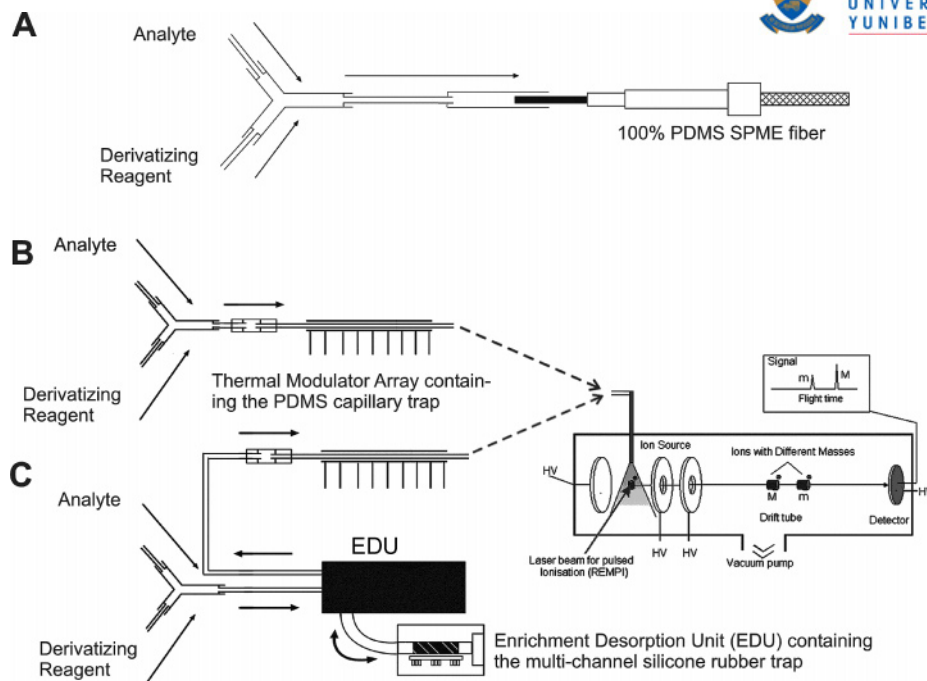 UNIVER
YUNIBE
A
Analyte
Derivatizing
Reagent
100% PDMS SPME fiber
B
Analyte
Derivatizing
Reagent
Thermal Modulator Array contain-
ing the PDMS capillary trap
Signal
m
M
Flight time
Ion Source
Ions with Different Masses
HV
M
m
HV
Drift tube
Detector
HV
HV
Laser beam for pulsed
Ionisation (REMPI)
Vacuum pump
C
Analyte
EDU
Derivatizing
Reagent
Enrichment Desorption Unit (EDU) containing
the multi-channel silicone rubber trap